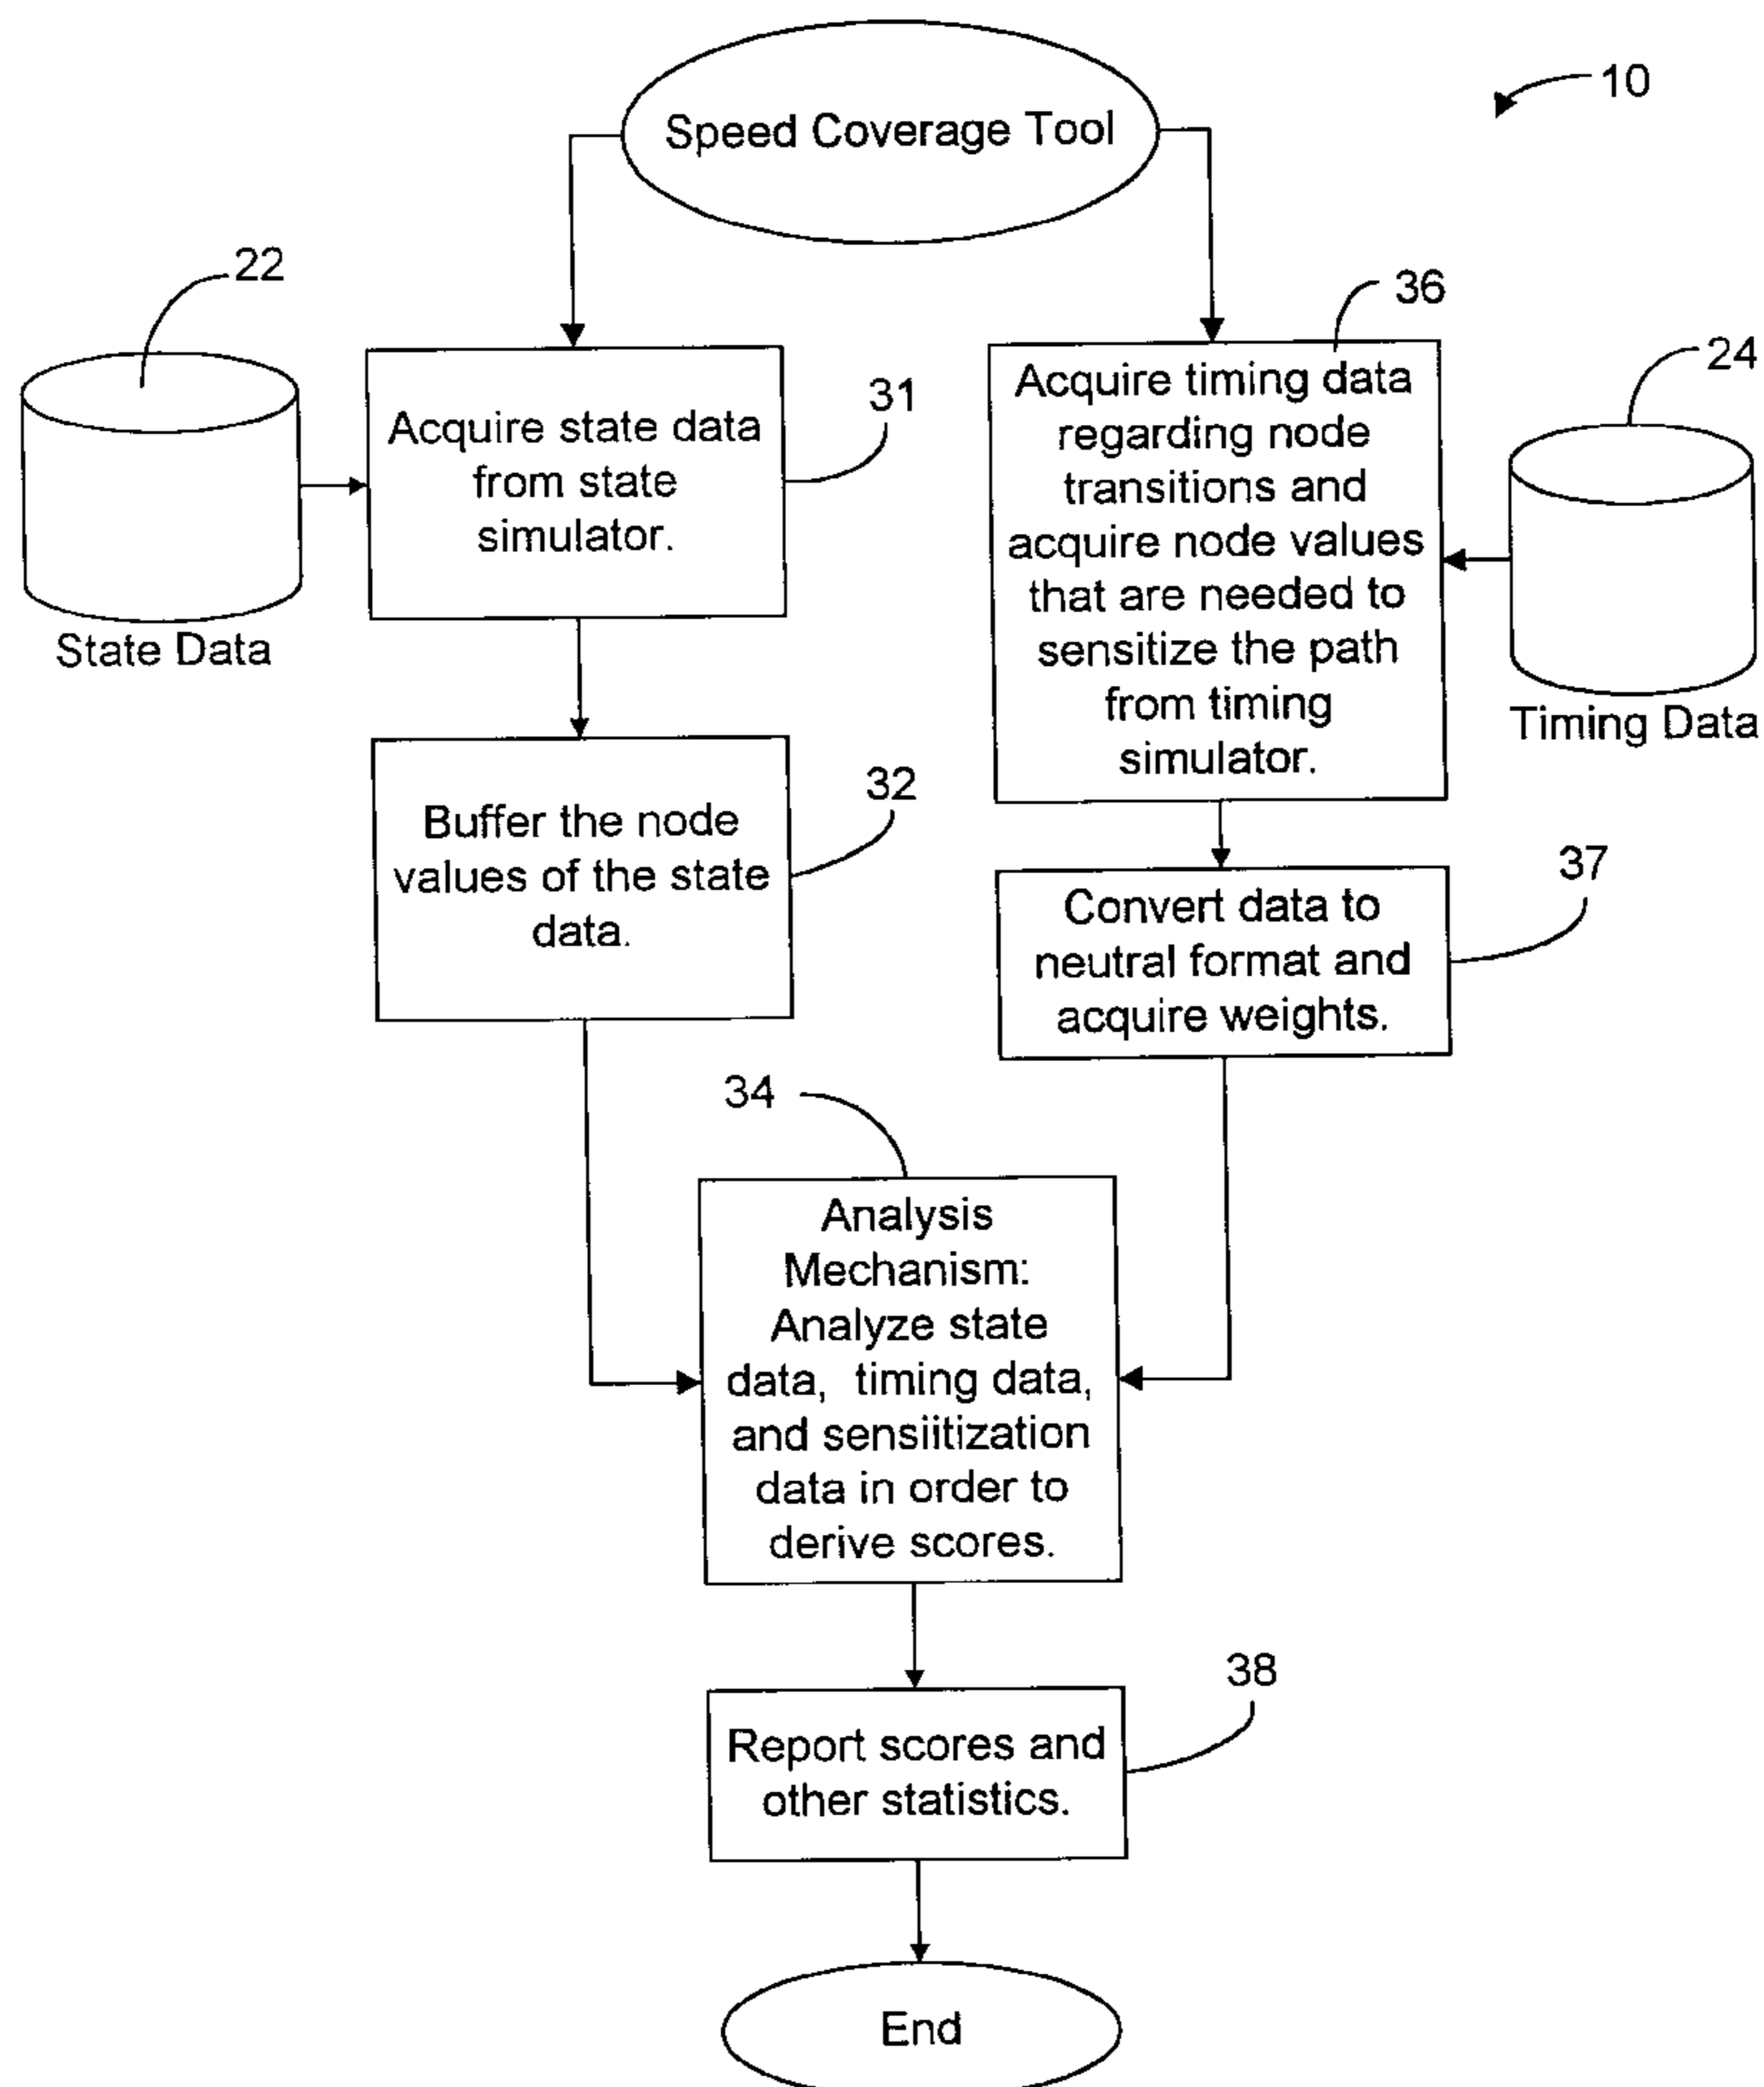 10
Speed Coverage Tool
22
36
24
31
Acquire state data
from state
simulator.
Acquire timing data
regarding node
transitions and
acquire node values
that are needed to
sensitize the path
from timing
simulator.
State Data
Timing Data
32
Buffer the node
values of the state
data.
37
Convert data to
neutral format and
acquire weights.
34
Analysis
Mechanism:
Analyze state
data, timing data,
and sensiitization
data in order to
derive scores.
38
Report scores and
other statistics.
End